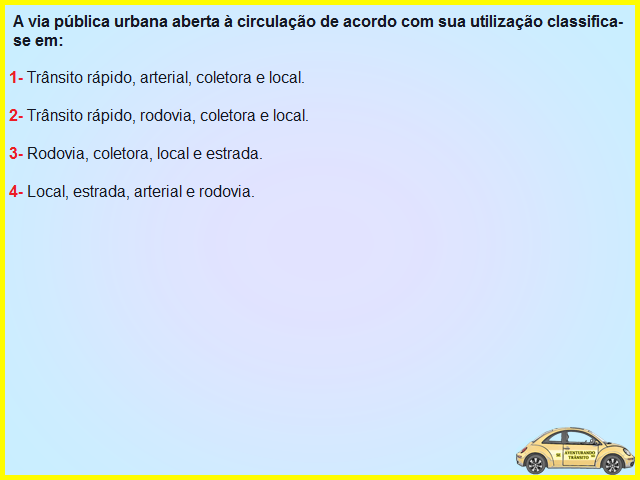 A via pública urbana aberta à circulação de acordo com sua utilização classifica-
se em:
1- Trânsito rápido, arterial, coletora e local.
2- Trânsito rápido, rodovia, coletora e local.
3- Rodovia, coletora, local e estrada.
4- Local, estrada, arterial e rodovia.
AVENTURANDO
TRÂNSITO